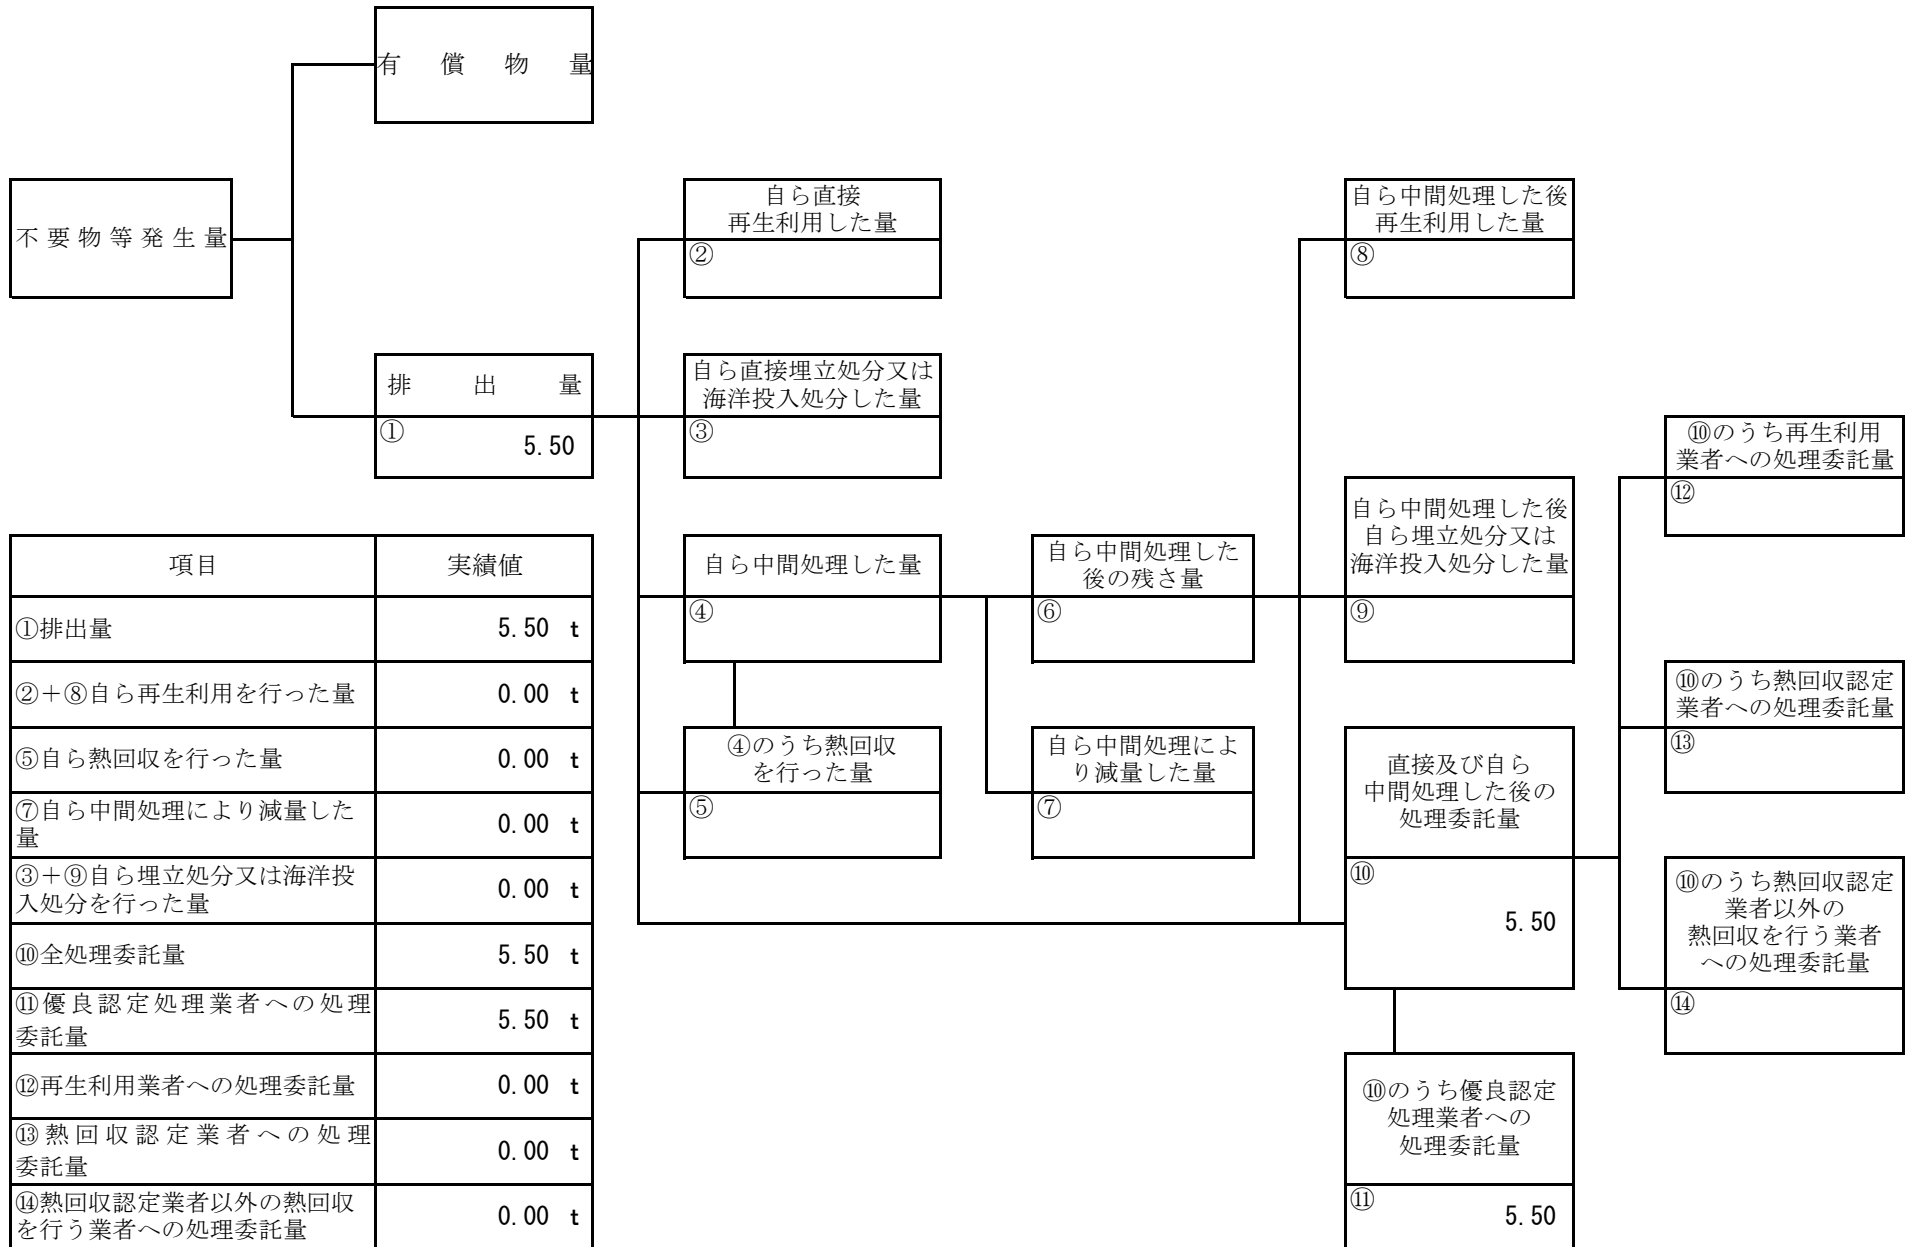 有償物量
不要物等発生量
自ら直接
再生利用した量
②
自ら中間処理した後
再生利用した量
⑧
排出量
①
5.50
自ら直接埋立処分又は
海洋投入処分した量
③
⑩のうち再生利用
業者への処理委託量
⑫
自ら中間処理した量
④
自ら中間処理した
後の残さ量
⑥
自ら中間処理した後
自ら埋立処分又は
海洋投入処分した量
⑨
⑩のうち熱回収認定
業者への処理委託量
⑬
④のうち熱回収
を行った量
⑤
自ら中間処理によ
り減量した量
⑦
直接及び自ら
中間処理した後の
処理委託量
⑩
5.50
⑩のうち熱回収認定
業者以外の
熱回収を行う業者
への処理委託量
⑭
⑩のうち優良認定
処理業者への
処理委託量
⑪
5.50
項目 実績値
①排出量 5.50 t
②＋⑧自ら再生利用を行った量 0.00 t
⑤自ら熱回収を行った量 0.00 t
⑦自ら中間処理により減量した
量 0.00 t
③＋⑨自ら埋立処分又は海洋投
入処分を行った量 0.00 t
⑩全処理委託量 5.50 t
⑪優良認定処理業者への処理
委託量 5.50 t
⑫再生利用業者への処理委託量 0.00 t
⑬熱回収認定業者への処理
委託量 0.00 t
⑭熱回収認定業者以外の熱回収
を行う業者への処理委託量 0.00 t